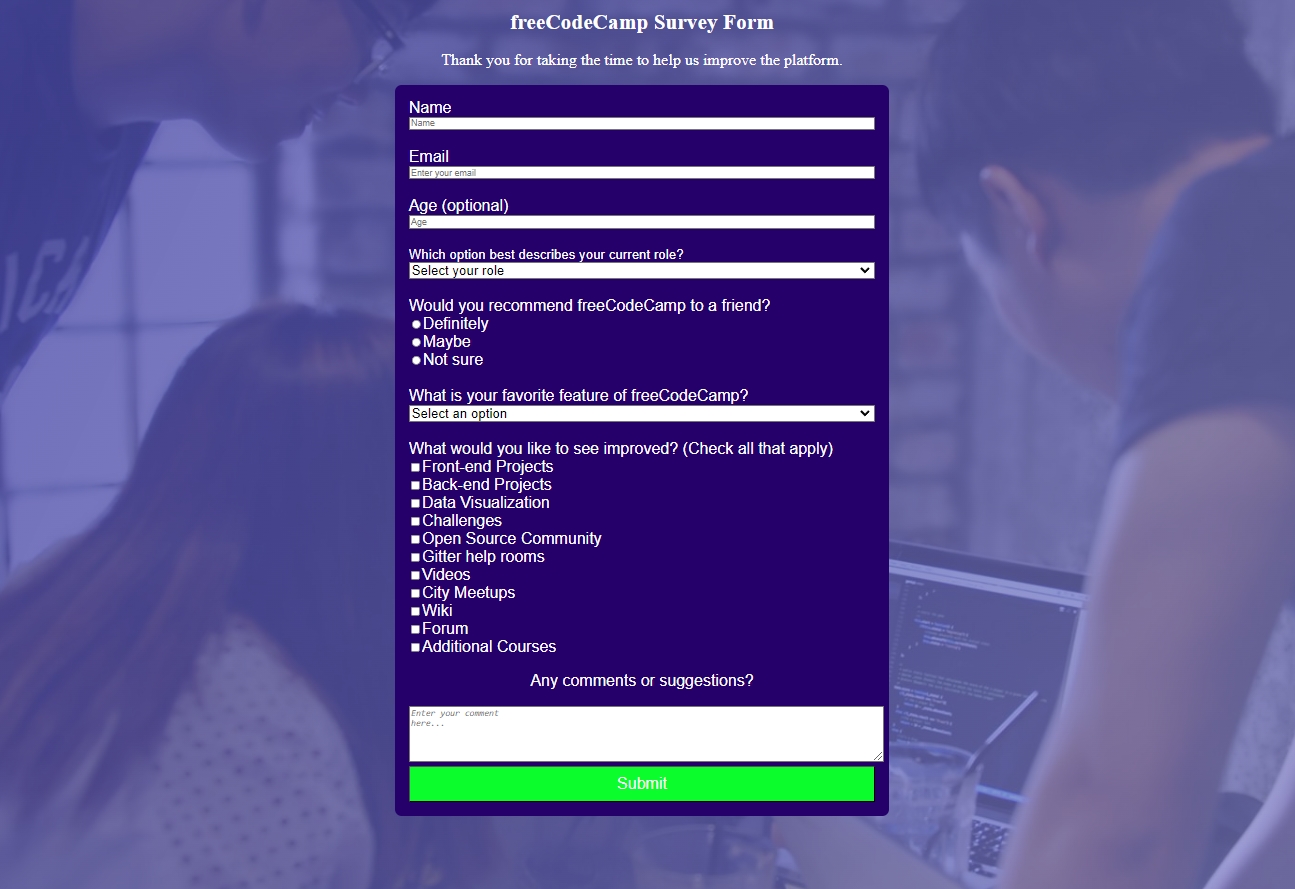 freeCodeCamp Survey Form
Thank you for taking the time to help us improve the platform.
Name
Name
Email
Enter your email
Age (optional)
Age
Which option best describes your current role?
Select your role
Would you recommend freeCodeCamp to a friend?
Definitely
Maybe
Not sure
What is your favorite feature of freeCodeCamp?
Select an option
What would you like to see improved? (Check all that apply)
Front-end Projects
Back-end Projects
Data Visualization
Challenges
Open Source Community
Gitter help rooms
Videos
City Meetups
Wiki
Forum
Additional Courses
Any comments or suggestions?
Enter your comment
here...
Submit